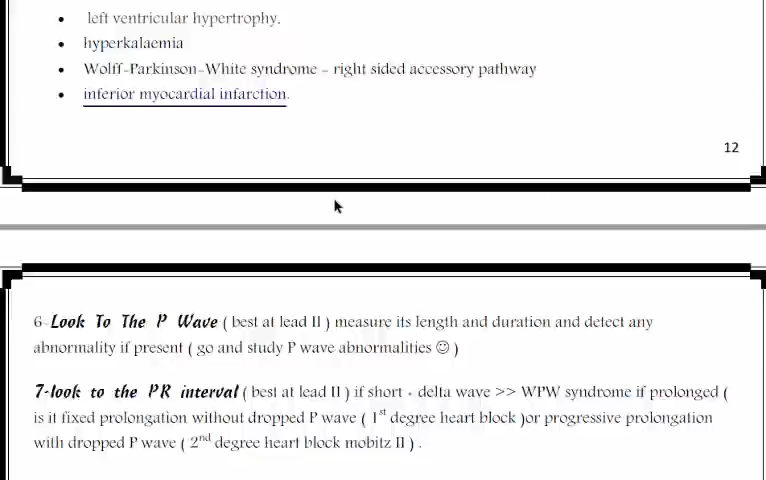 • left ventricular hypertrophy.
• hyperkalaemia
• Wolff-Parkinson-White syndrome - right sided accessory pathway
• inferior myocardial infarction.
12
6-Look To The P Wave ( best at lead II ) measure its length and duration and detect any
abnormality if present ( go and study P wave abnormalities ☺ )
7-look to the PR interval ( best at lead II ) if short + delta wave >> WPW syndrome if prolonged (
is it fixed prolongation without dropped P wave ( 1st degree heart block )or progressive prolongation
with dropped P wave ( 2nd degree heart block mobitz II ) .